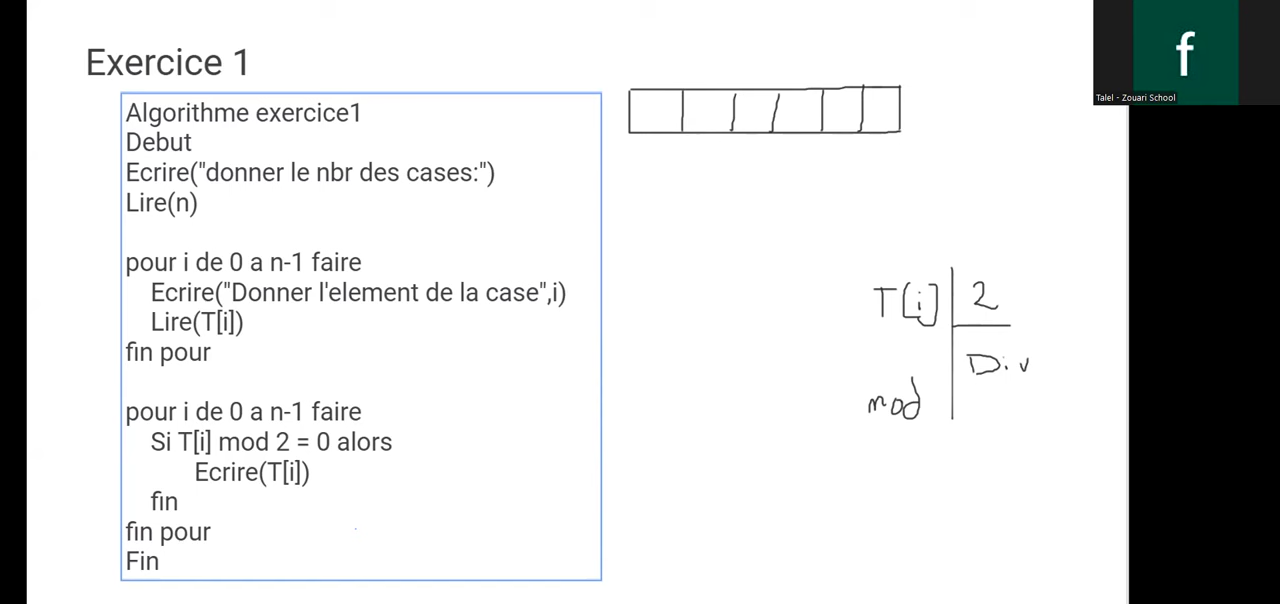 Exercice 1
Algorithme exercice1
Debut
Ecrire("donner le nbr des cases:")
Lire(n)
pour i de 0 a n-1 faire
Ecrire("Donner l'element de la case",i)
Lire(T[i])
fin pour
pour i de 0 a n-1 faire
Si T[i] mod 2 = 0 alors
Ecrire(T[i])
fin
fin pour
Fin
T[i] 2
Div
mod
f
Talel - Zouari School